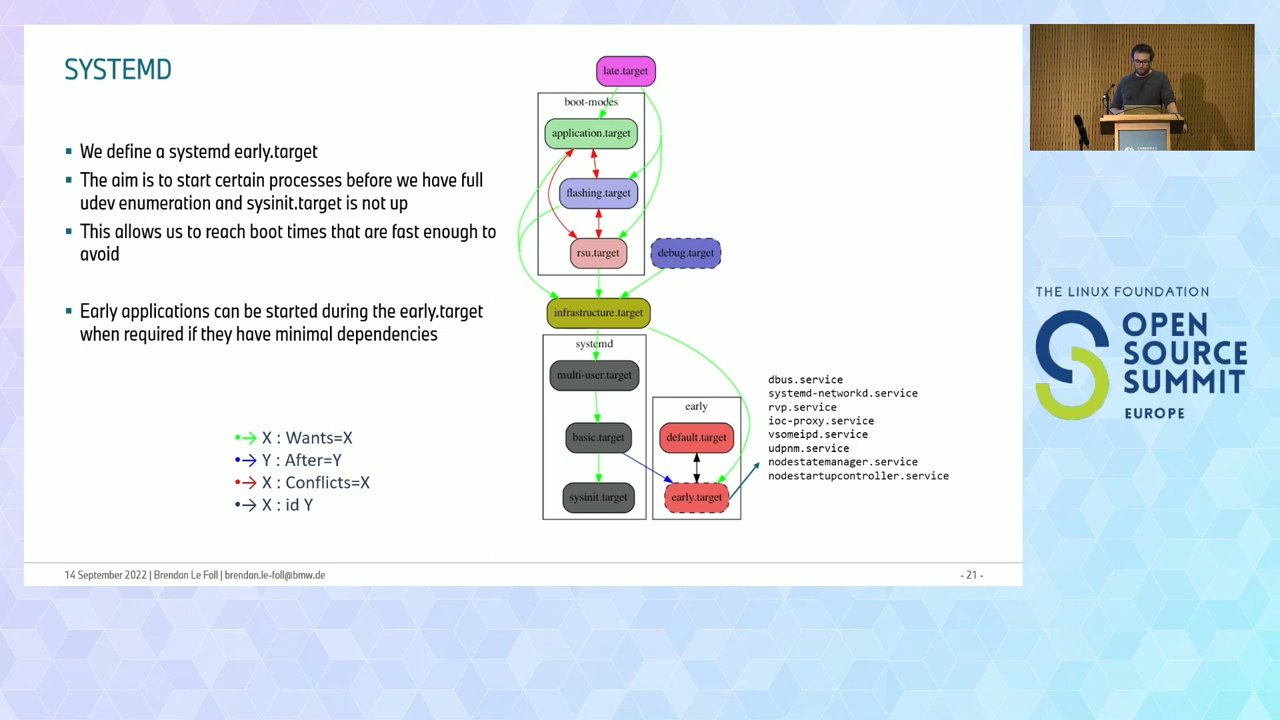 SYSTEMD
We define a systemd early.target
The aim is to start certain processes before we have full
udev enumeration and sysinit.target is not up
This allows us to reach boot times that are fast enough to
avoid
Early applications can be started during the early.target
when required if they have minimal dependencies
X : Wants=X
Y : After=Y
X : Conflicts=X
X : id Y
late.target
boot-modes
application.target
flashing.target
rsu.target
debug.target
infrastructure.target
systemd
multi-user.target
basic.target
sysinit.target
early
default.target
early.target
dbus.service
systemd-networkd.service
rvp.service
ioc-proxy.service
vsomeipd.service
udpnm.service
nodestatemanager.service
nodestartupcontroller.service
14 September 2022 | Brendan Le Foll | brendan.le-foll@bmw.de
- 21 -
THE LINUX FOUNDATION
OPEN
SOURCE
SUMMIT
EUROPE